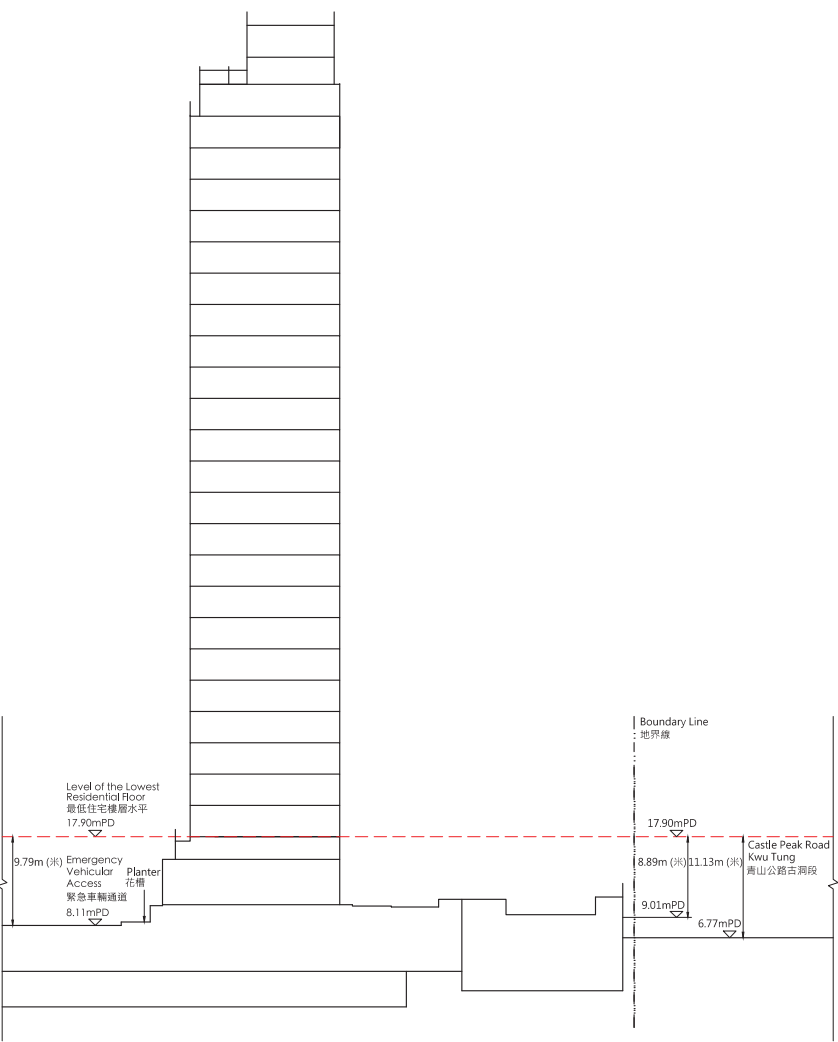 Boundary Line
地界線
Level of the Lowest
Residential Floor
最低住宅樓層水平
17.90mPD
17.90mPD
9.79m (米)
Emergency
Vehicular
Access
緊急車輛通道
8.11mPD
Planter
花槽
8.89m (米)
11.13m (米)
Castle Peak Road
Kwu Tung
青山公路古洞段
9.01mPD
6.77mPD